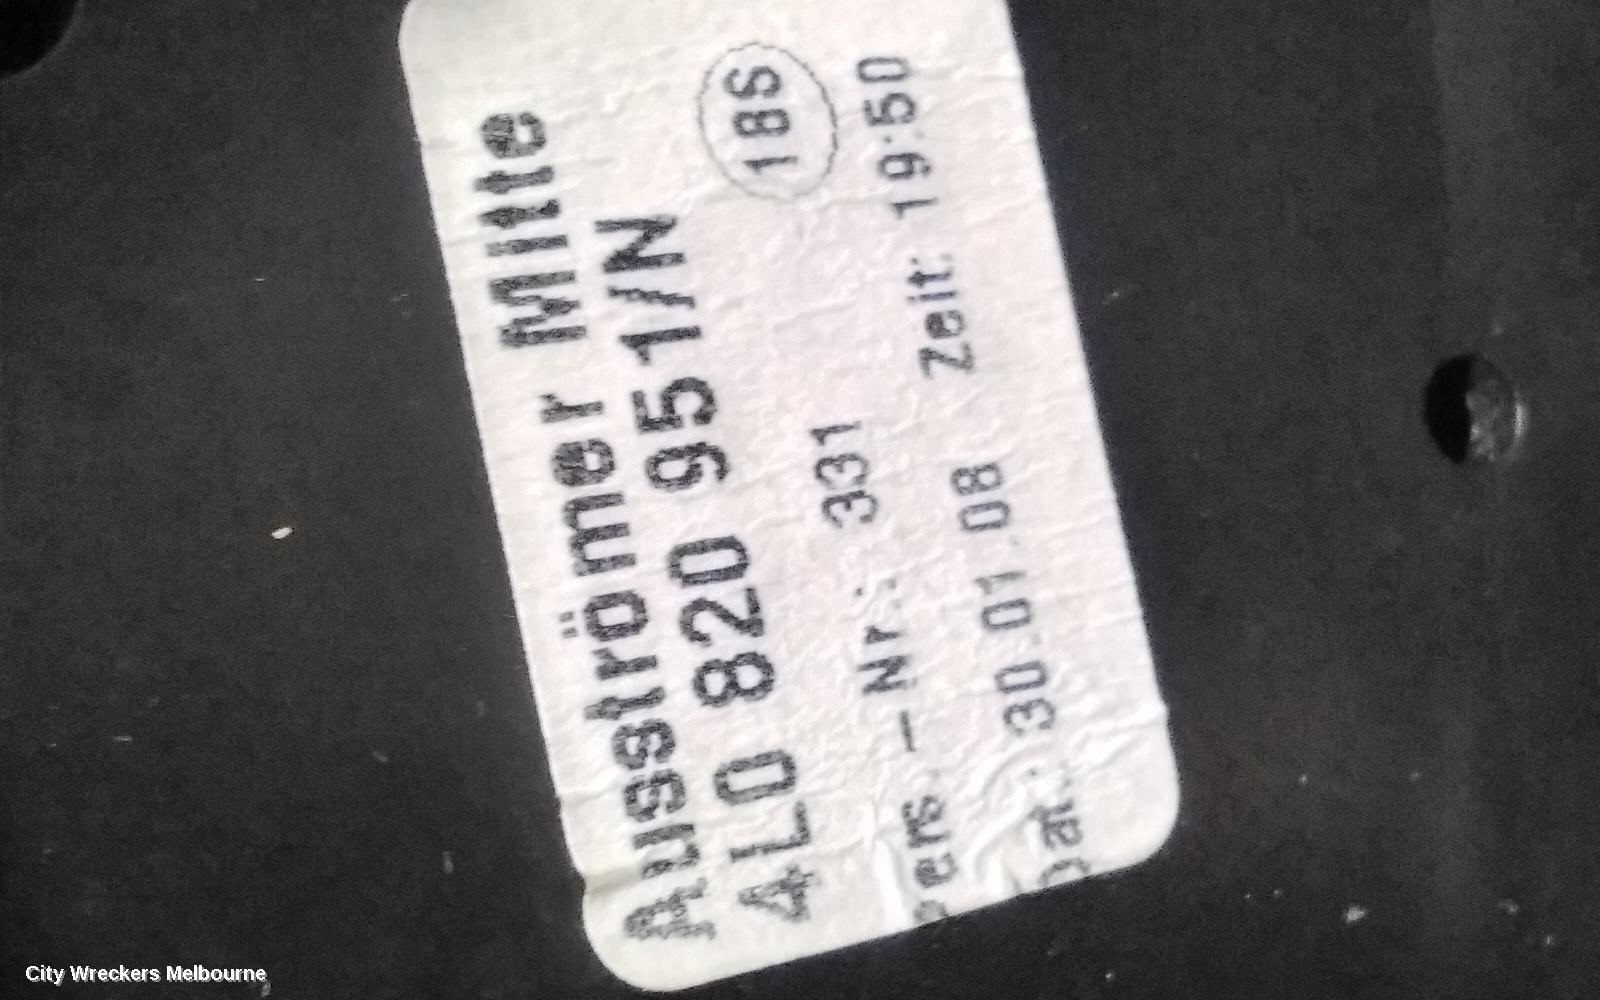 Ausströmer Mitte
4L0 820 951/N
18S
Pers.-Nr.: 331
Dat.: 30.01.08 Zeit: 19:50
City Wreckers Melbourne